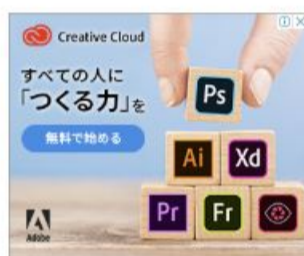 Creative Cloud
すべての人に
「つくる力」を
無料で始める
Ps
Ai Xd
Pr Fr
Adobe